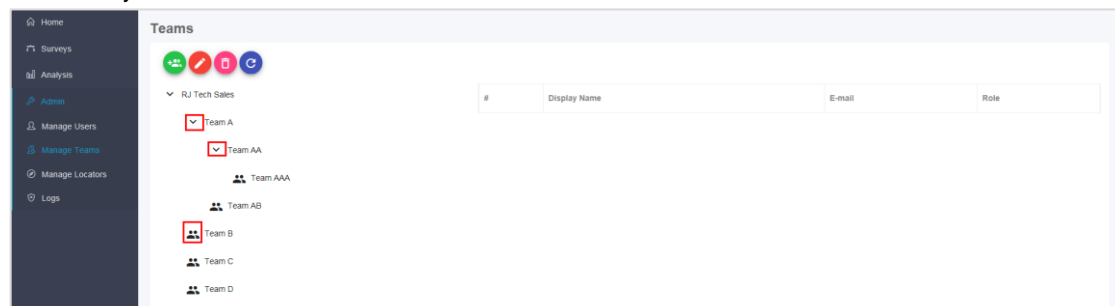 Home
Surveys
Analysis
Admin
Manage Users
Manage Teams
Manage Locators
Logs
Teams
RJ Tech Sales
Team A
Team AA
Team AAA
Team AB
Team B
Team C
Team D
# Display Name E-mail Role